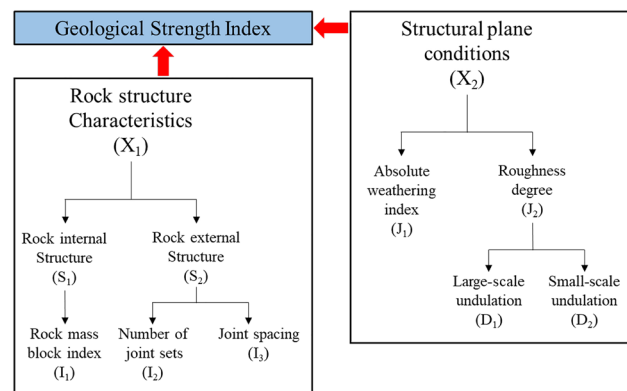 Geological Strength Index
Structural plane
conditions
(X₂)
Rock structure
Characteristics
(X₁)
Absolute
weathering
index
(J₁)
Roughness
degree
(J₂)
Rock internal
Structure
(S₁)
Rock external
Structure
(S₂)
Large-scale
undulation
(D₁)
Small-scale
undulation
(D₂)
Rock mass
block index
(I₁)
Number of
joint sets
(I₂)
Joint spacing
(I₃)